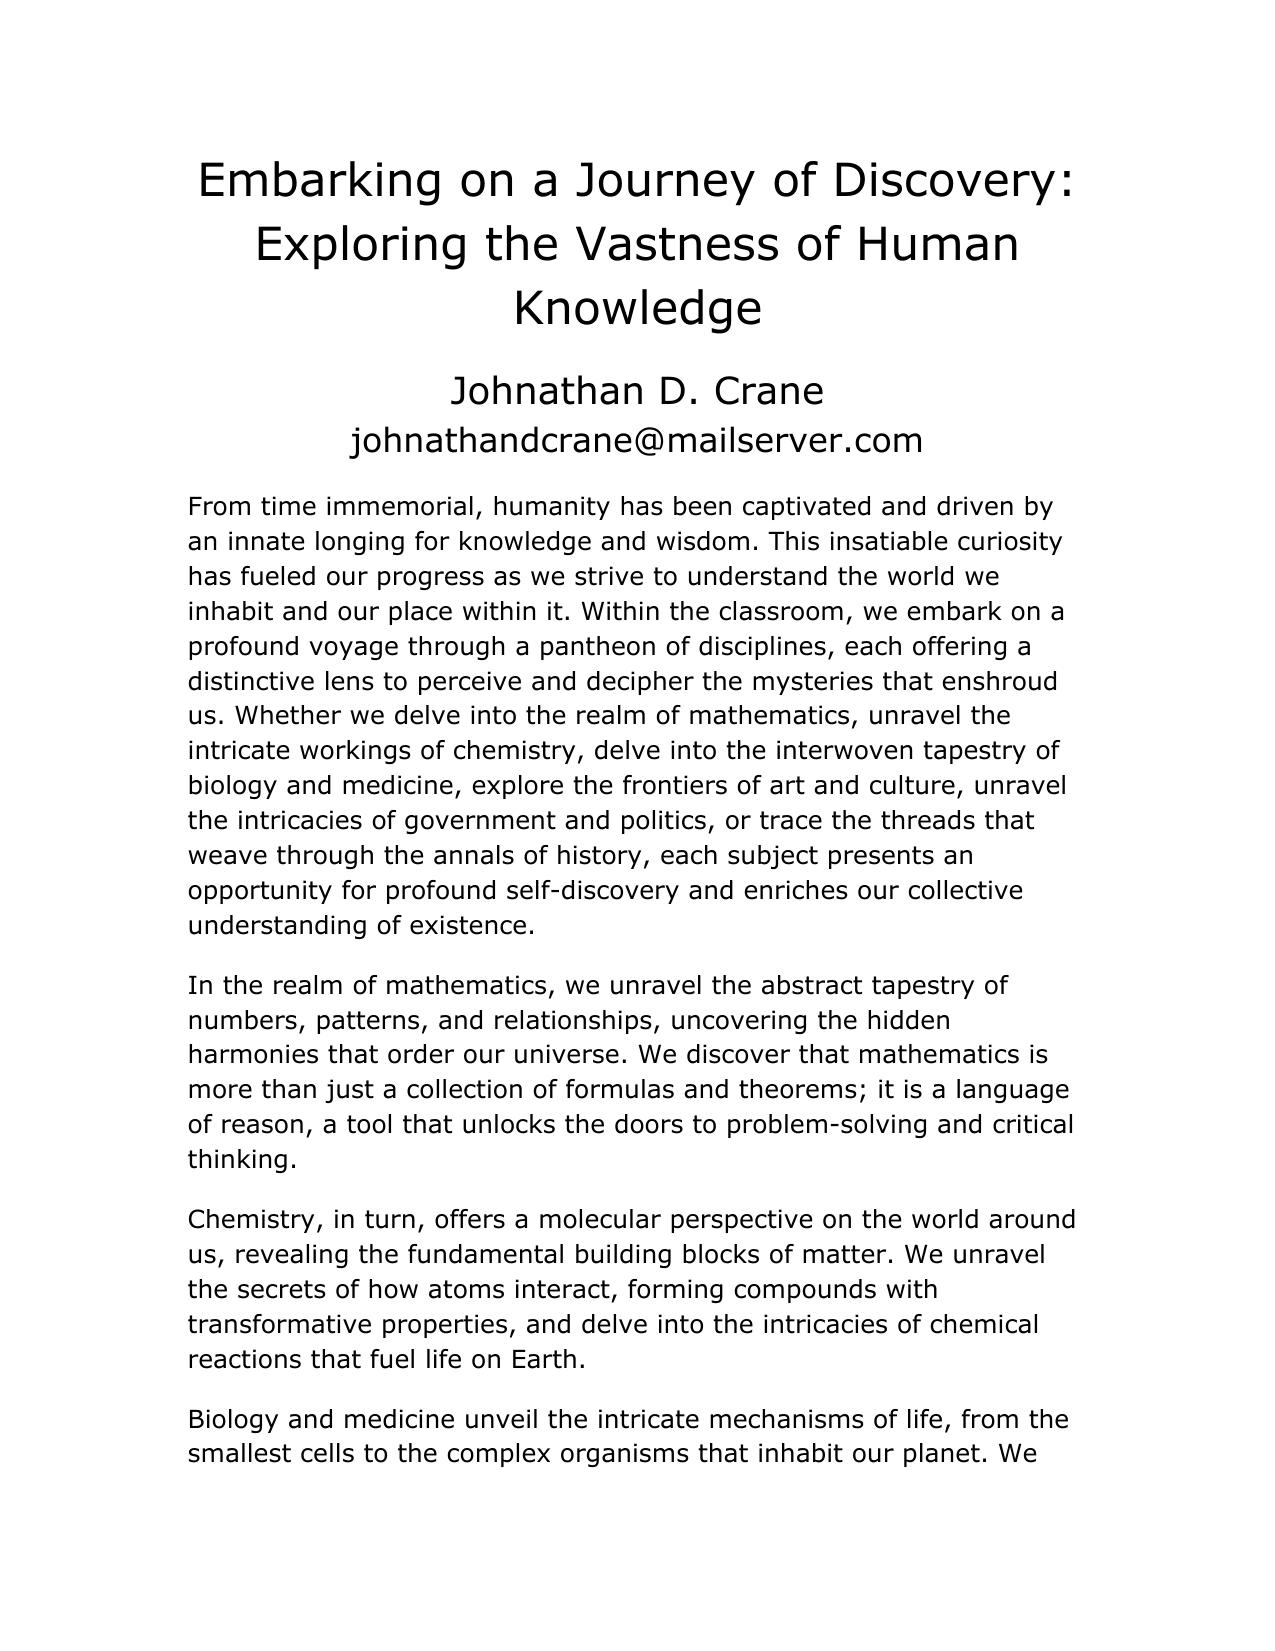 Embarking on a Journey of Discovery:
Exploring the Vastness of Human
Knowledge
Johnathan D. Crane
johnathandcrane@mailserver.com
From time immemorial, humanity has been captivated and driven by
an innate longing for knowledge and wisdom. This insatiable curiosity
has fueled our progress as we strive to understand the world we
inhabit and our place within it. Within the classroom, we embark on a
profound voyage through a pantheon of disciplines, each offering a
distinctive lens to perceive and decipher the mysteries that enshroud
us. Whether we delve into the realm of mathematics, unravel the
intricate workings of chemistry, delve into the interwoven tapestry of
biology and medicine, explore the frontiers of art and culture, unravel
the intricacies of government and politics, or trace the threads that
weave through the annals of history, each subject presents an
opportunity for profound self-discovery and enriches our collective
understanding of existence.
In the realm of mathematics, we unravel the abstract tapestry of
numbers, patterns, and relationships, uncovering the hidden
harmonies that order our universe. We discover that mathematics is
more than just a collection of formulas and theorems; it is a language
of reason, a tool that unlocks the doors to problem-solving and critical
thinking.
Chemistry, in turn, offers a molecular perspective on the world around
us, revealing the fundamental building blocks of matter. We unravel
the secrets of how atoms interact, forming compounds with
transformative properties, and delve into the intricacies of chemical
reactions that fuel life on Earth.
Biology and medicine unveil the intricate mechanisms of life, from the
smallest cells to the complex organisms that inhabit our planet. We